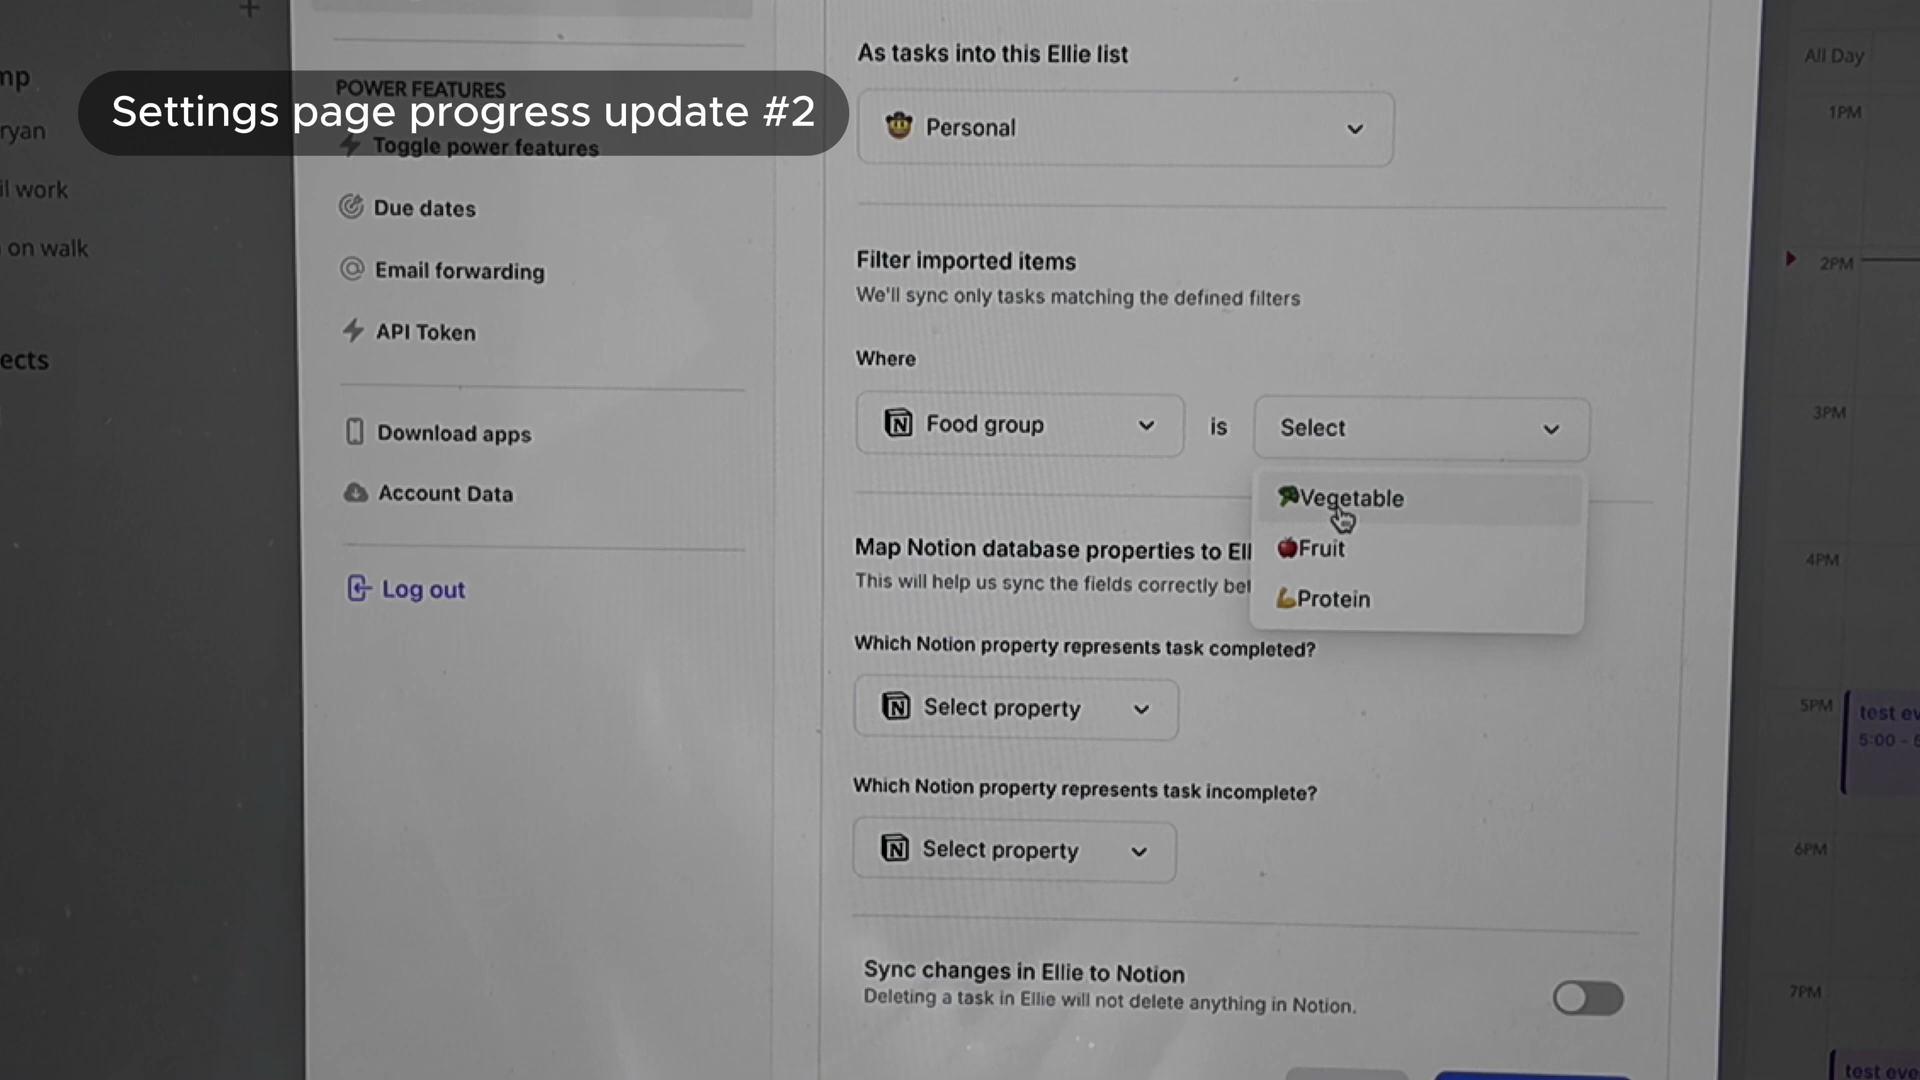 Settings page progress update #2
mp
ryan
il work
on walk
ects
POWER FEATURES
Toggle power features
Due dates
Email forwarding
API Token
Download apps
Account Data
Log out
As tasks into this Ellie list
Personal
Filter imported items
We'll sync only tasks matching the defined filters
Where
Food group
is
Select
Vegetable
Fruit
Protein
Map Notion database properties to Ell
This will help us sync the fields correctly bet
Which Notion property represents task completed?
Select property
Which Notion property represents task incomplete?
Select property
Sync changes in Ellie to Notion
Deleting a task in Ellie will not delete anything in Notion.
All Day
1PM
2PM
3PM
4PM
5PM
test ev
5:00 - 6
6PM
7PM
test eve